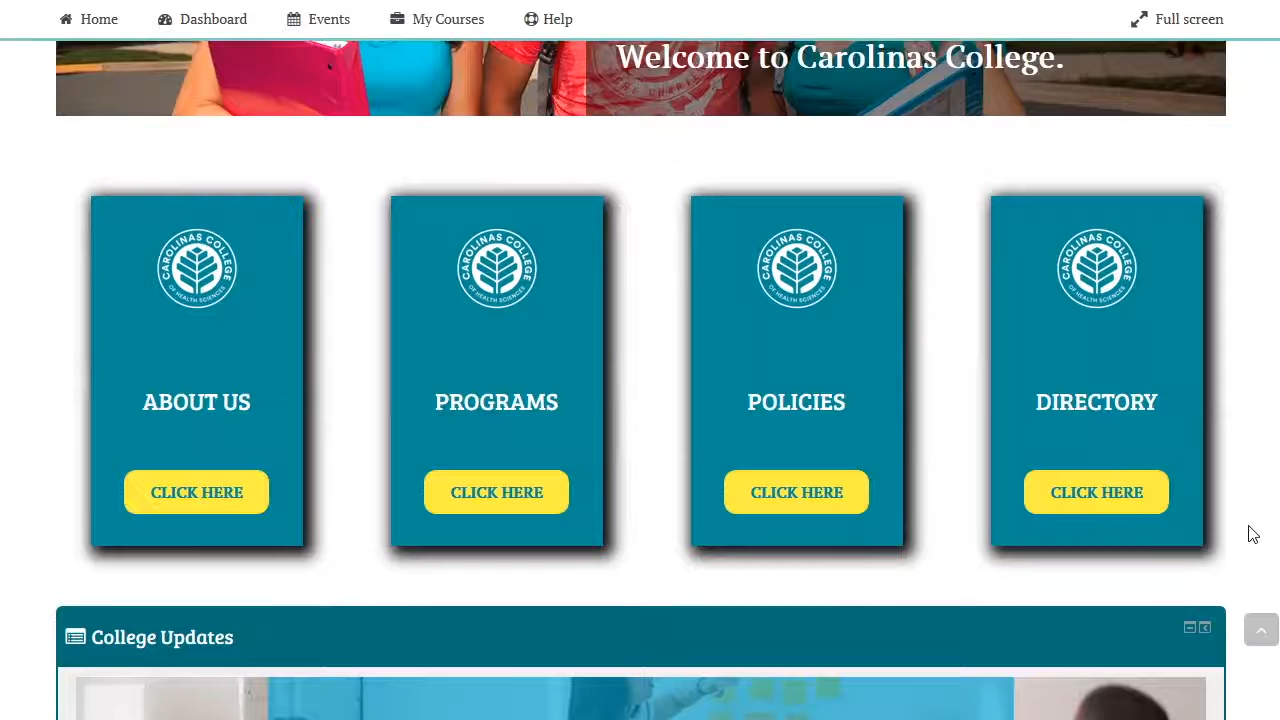 Home Dashboard Events My Courses Help Full screen
Welcome to Carolinas College.
CAROLINAS COLLEGE OF HEALTH SCIENCES
CAROLINAS COLLEGE OF HEALTH SCIENCES
CAROLINAS COLLEGE OF HEALTH SCIENCES
CAROLINAS COLLEGE OF HEALTH SCIENCES
ABOUT US PROGRAMS POLICIES DIRECTORY
CLICK HERE CLICK HERE CLICK HERE CLICK HERE
College Updates